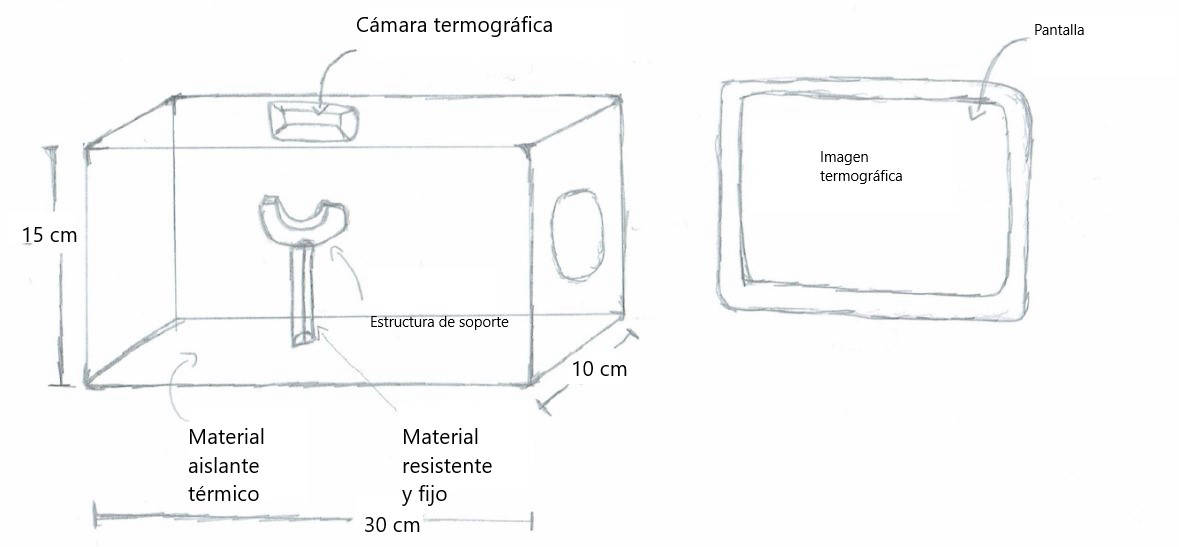 Cámara termográfica
Pantalla
Imagen
termográfica
15 cm
Estructura de soporte
10 cm
Material
aislante
térmico
Material
resistente
y fijo
30 cm